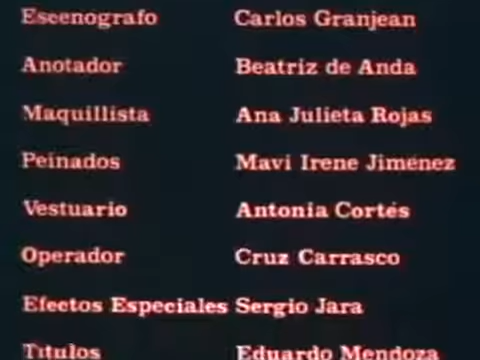 Escenografo Carlos Granjean
Anotador Beatriz de Anda
Maquillista Ana Julieta Rojas
Peinados Mavi Irene Jimenez
Vestuario Antonia Cortés
Operador Cruz Carrasco
Efectos Especiales Sergio Jara
Titulos Eduardo Mendoza